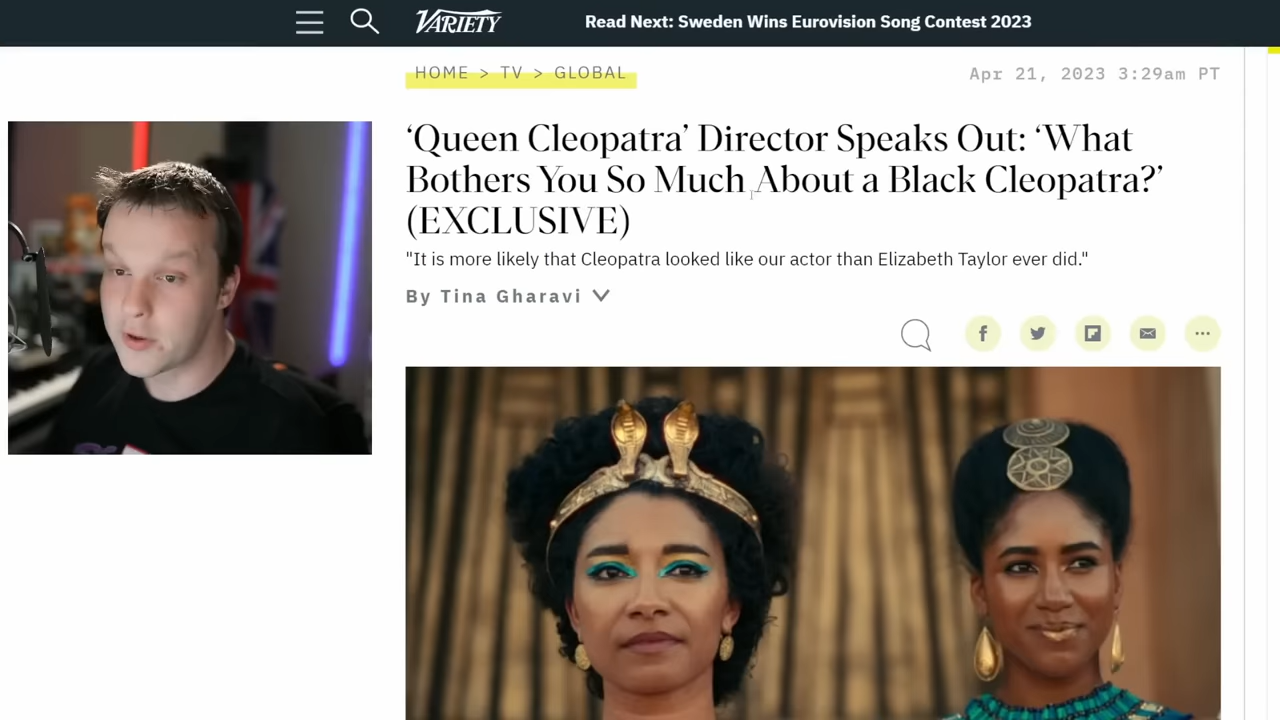 VARIETY
Read Next: Sweden Wins Eurovision Song Contest 2023
HOME > TV > GLOBAL
Apr 21, 2023 3:29am PT
‘Queen Cleopatra’ Director Speaks Out: ‘What
Bothers You So Much About a Black Cleopatra?’
(EXCLUSIVE)
"It is more likely that Cleopatra looked like our actor than Elizabeth Taylor ever did."
By Tina Gharavi